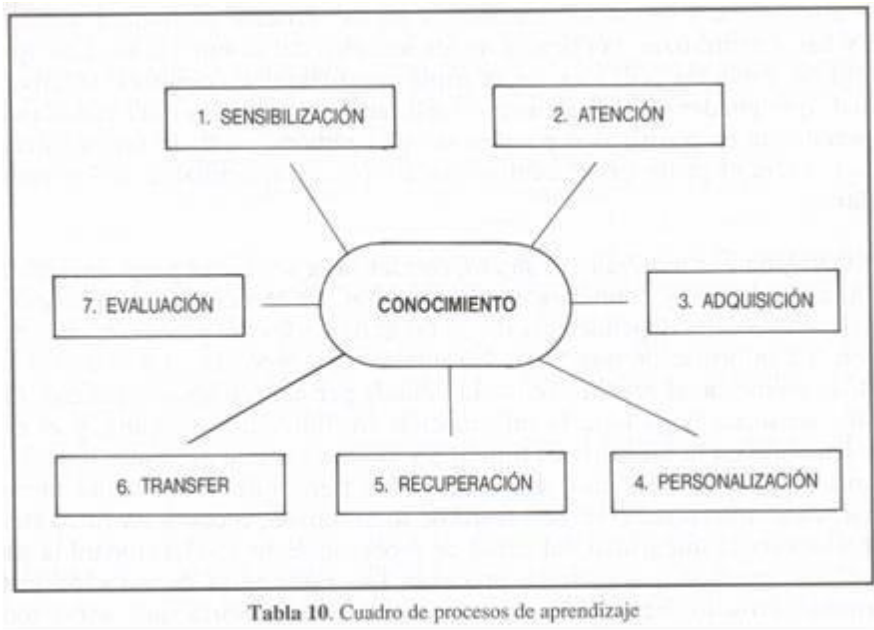 1. SENSIBILIZACIÓN
2. ATENCIÓN
7. EVALUACIÓN
CONOCIMIENTO
3. ADQUISICIÓN
6. TRANSFER
5. RECUPERACIÓN
4. PERSONALIZACIÓN
Tabla 10. Cuadro de procesos de aprendizaje